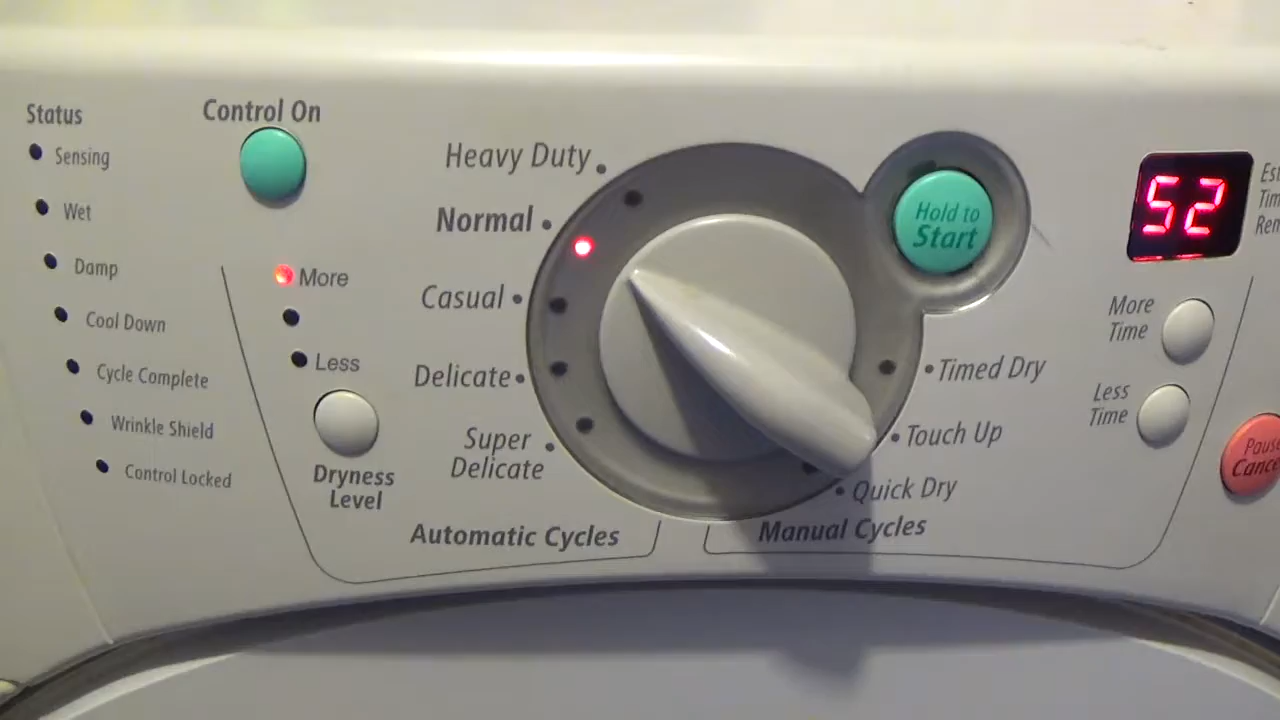 Status
Sensing
Wet
Damp
Cool Down
Cycle Complete
Wrinkle Shield
Control Locked
Control On
More
Less
Dryness
Level
Heavy Duty
Normal
Casual
Delicate
Super
Delicate
Automatic Cycles
Hold to
Start
Timed Dry
Touch Up
Quick Dry
Manual Cycles
52
More
Time
Less
Time
Pause